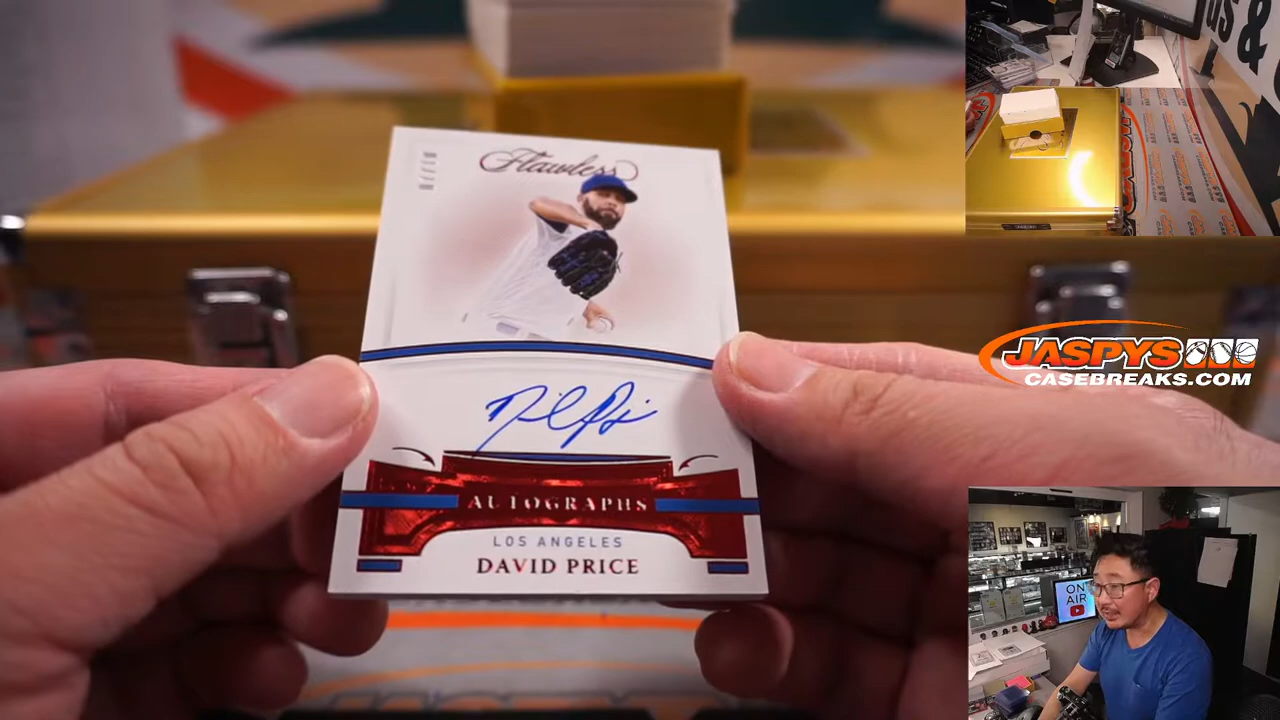 Flawless
AUTOGRAPHS
LOS ANGELES
DAVID PRICE
JASPYS
CASEBREAKS.COM
ON
AIR